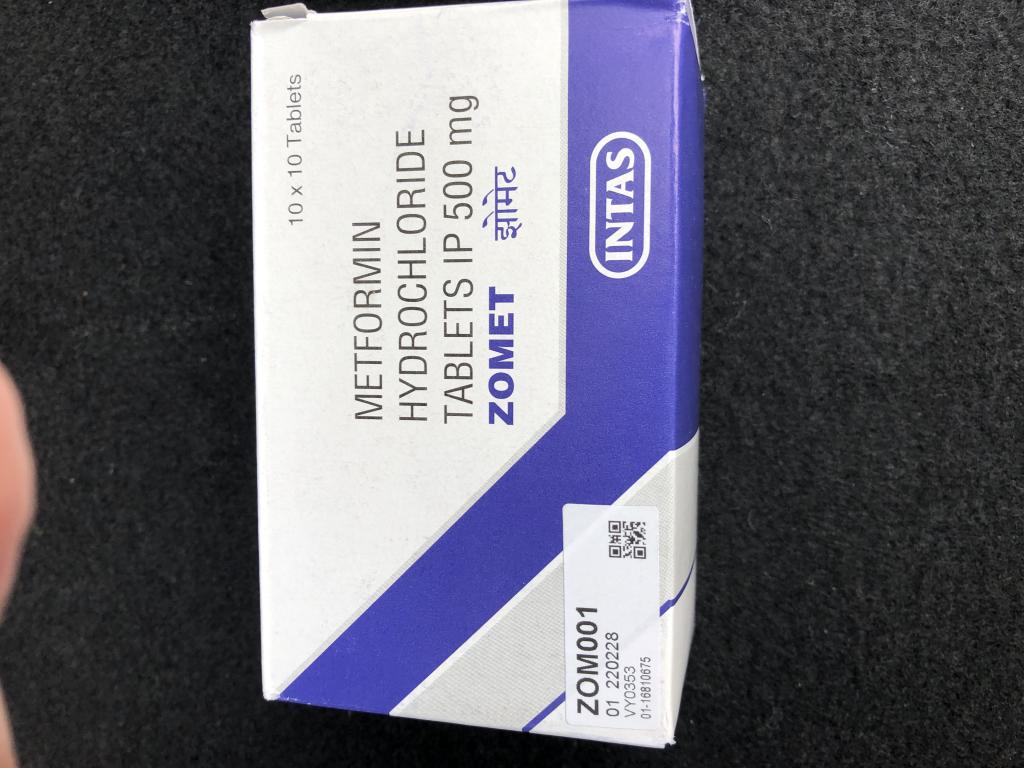 10 x 10 Tablets
METFORMIN
HYDROCHLORIDE
TABLETS IP 500 mg
ZOMET झोमेट
INTAS
ZOM001
01 220228
VY0353
01-16810675